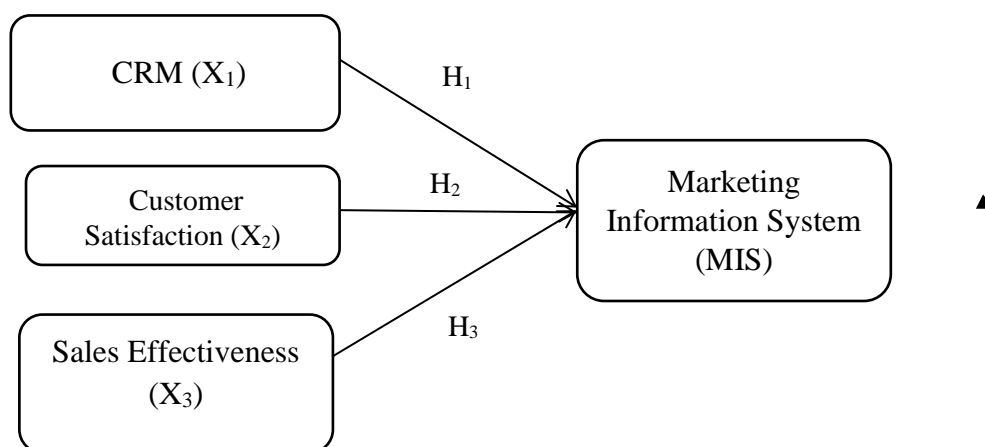 CRM (X₁)
H₁
Customer
Satisfaction (X₂)
H₂
Marketing
Information System
(MIS)
Sales Effectiveness
(X₃)
H₃